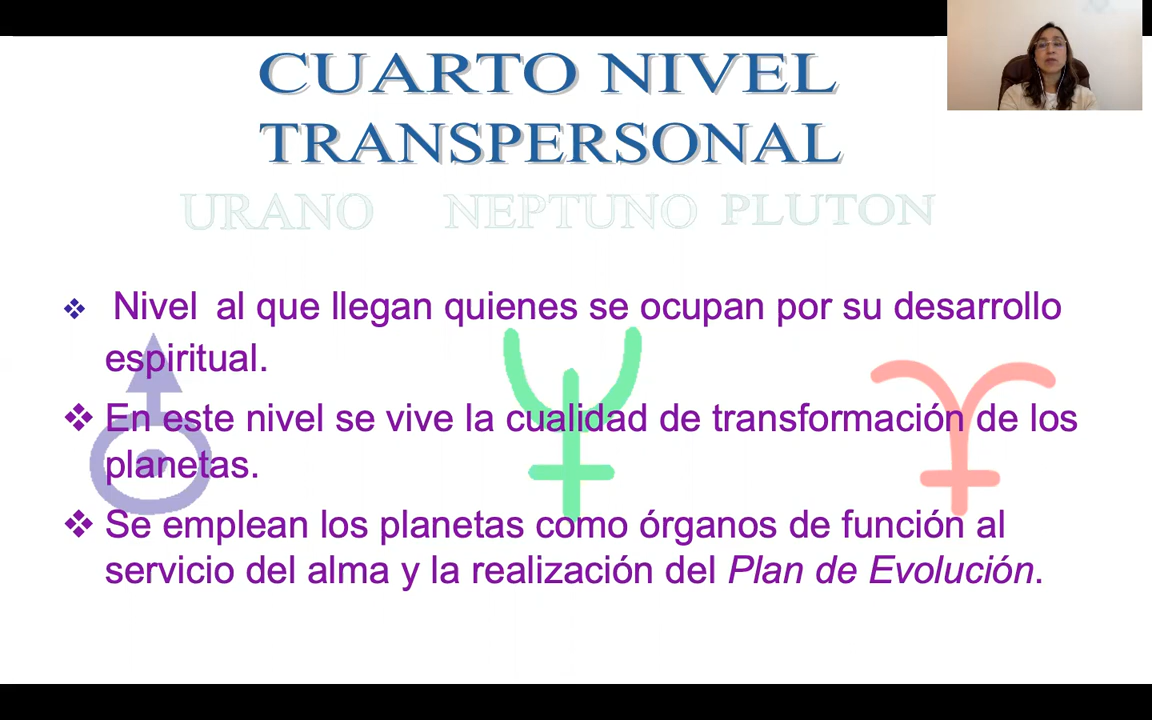 CUARTO NIVEL
TRANSPERSONAL
URANO NEPTUNO PLUTON
❖ Nivel al que llegan quienes se ocupan por su desarrollo
espiritual.
❖ En este nivel se vive la cualidad de transformación de los
planetas.
❖ Se emplean los planetas como órganos de función al
servicio del alma y la realización del Plan de Evolución.